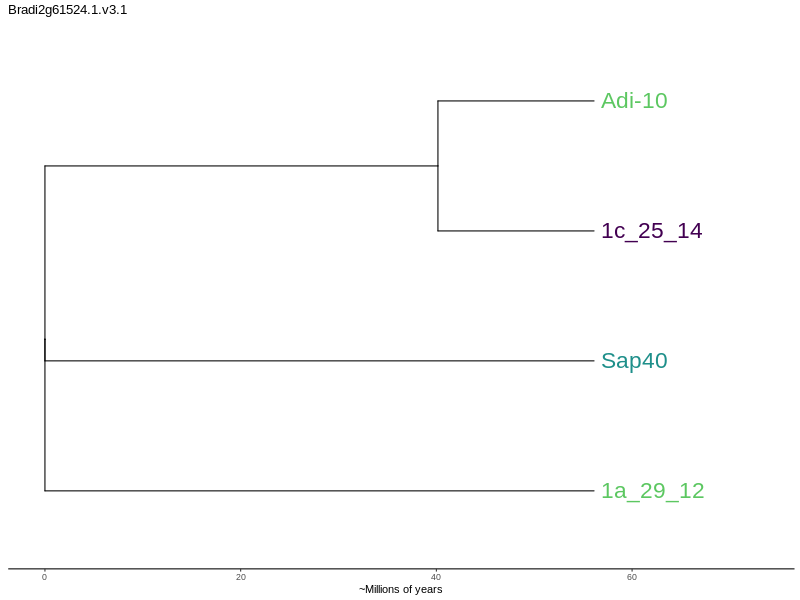 Bradi2g61524.1.v3.1
Adi-10
1c_25_14
Sap40
1a_29_12
0 20 40 60
~Millions of years